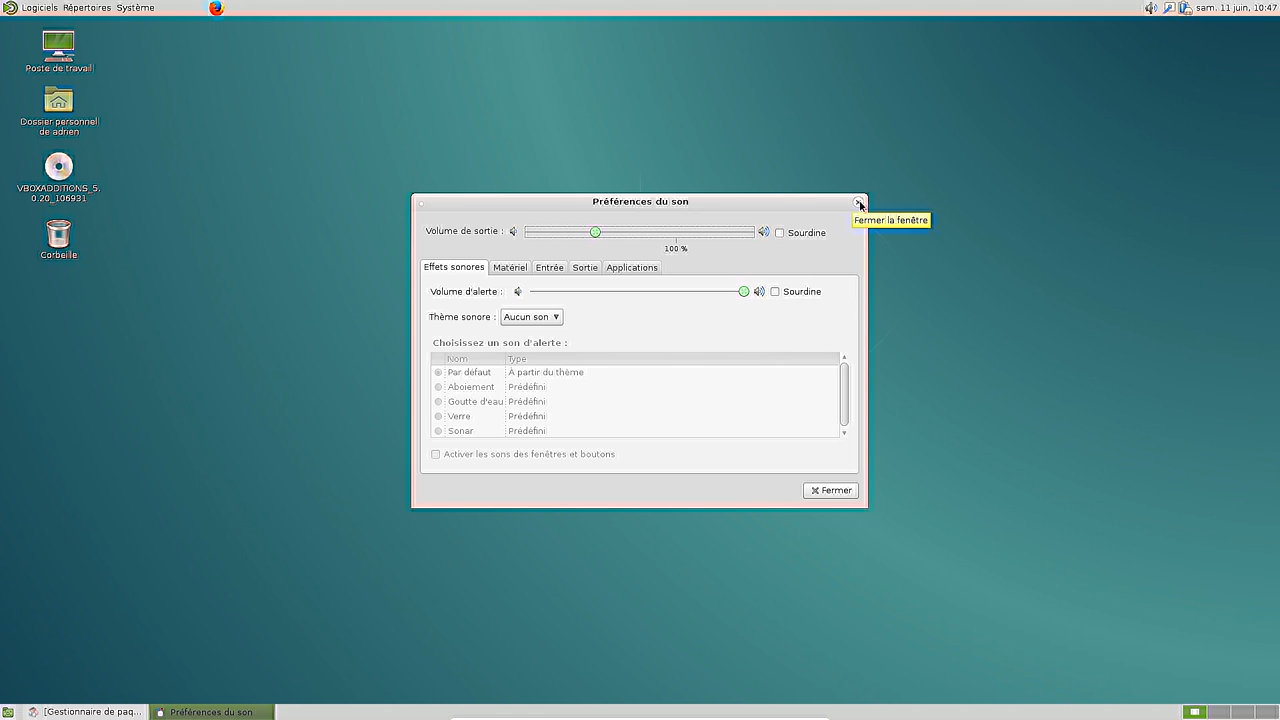 Logiciels Répertoires Système
sam. 11 juin, 10:47
Poste de travail
Dossier personnel
de adrien
VBOXADDITIONS_5.
0.20_106931
Corbeille
Préférences du son
Fermer la fenêtre
Volume de sortie :
Sourdine
100 %
Effets sonores Matériel Entrée Sortie Applications
Volume d'alerte :
Sourdine
Thème sonore : Aucun son
Choisissez un son d'alerte :
Nom Type
Par défaut À partir du thème
Aboiement Prédéfini
Goutte d'eau Prédéfini
Verre Prédéfini
Sonar Prédéfini
Activer les sons des fenêtres et boutons
Fermer
[Gestionnaire de paq...
Préférences du son